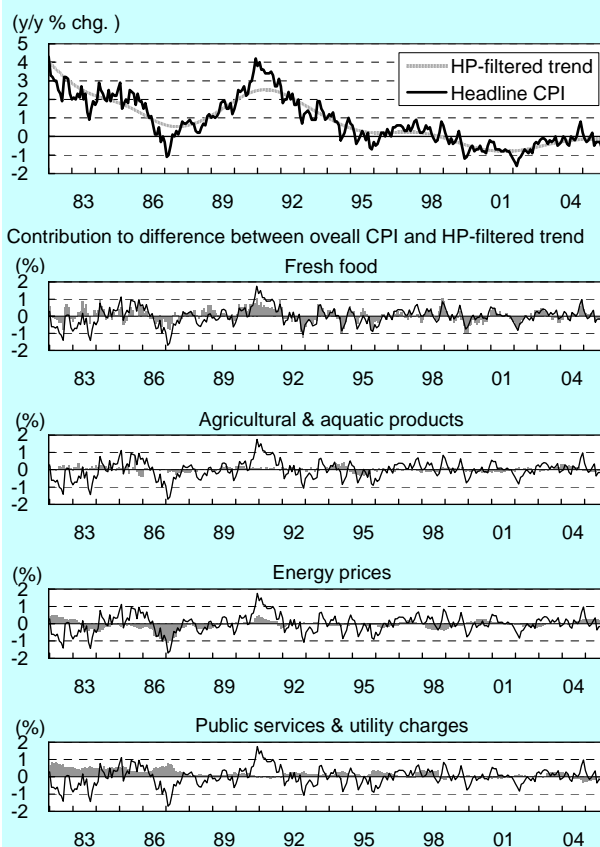 (y/y % chg. )
5
4
3
2
1
0
-1
-2
HP-filtered trend
Headline CPI
83 86 89 92 95 98 01 04
Contribution to difference between oveall CPI and HP-filtered trend
(%)
Fresh food
2
1
0
-1
-2
83 86 89 92 95 98 01 04
(%)
Agricultural & aquatic products
2
1
0
-1
-2
83 86 89 92 95 98 01 04
(%)
Energy prices
2
1
0
-1
-2
83 86 89 92 95 98 01 04
(%)
Public services & utility charges
2
1
0
-1
-2
83 86 89 92 95 98 01 04